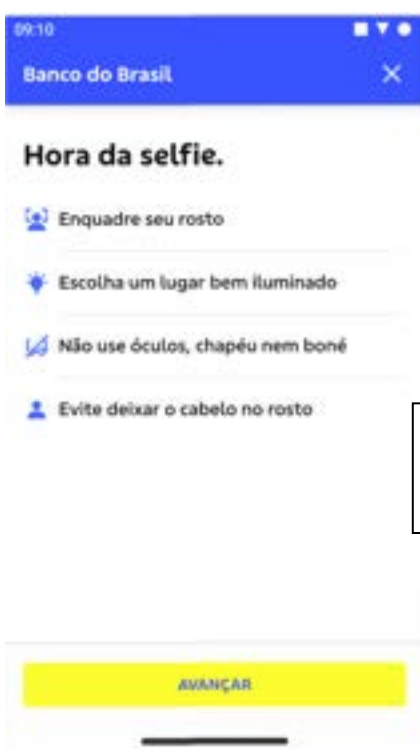 09:10
Banco do Brasil
Hora da selfie.
Enquadre seu rosto
Escolha um lugar bem iluminado
Não use óculos, chapéu nem boné
Evite deixar o cabelo no rosto
AVANÇAR